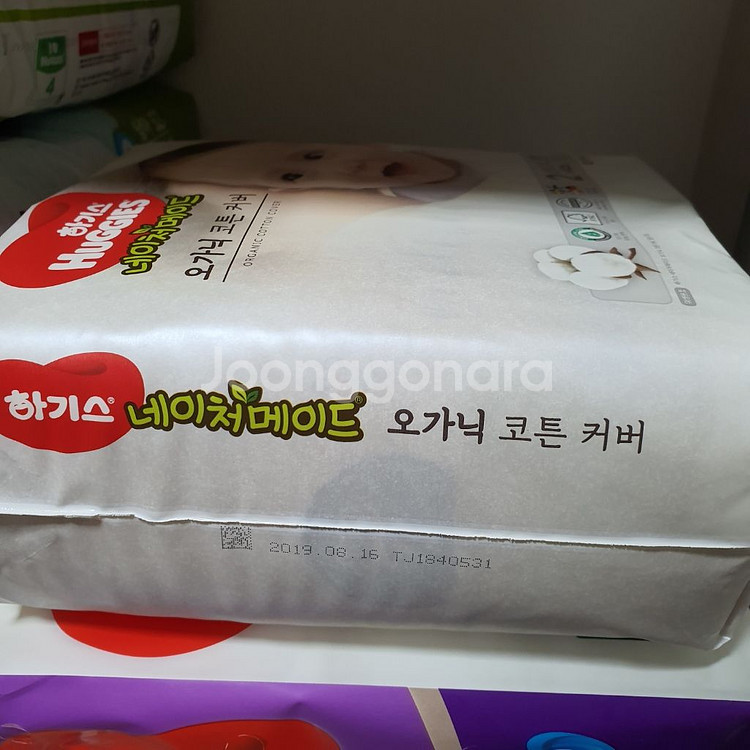 4
하기스
HUGGIES
네이처메이드
오가닉 코튼 커버
ORGANIC COTTON COVER
Joonggonara
하기스® 네이처메이드® 오가닉 코튼 커버
2019.08.16 TJ1840531